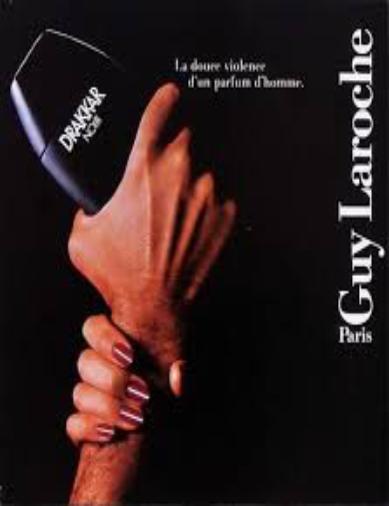 La douce violence
d'un parfum d'homme.
DRAKKAR
NOIR
Guy Laroche
Paris